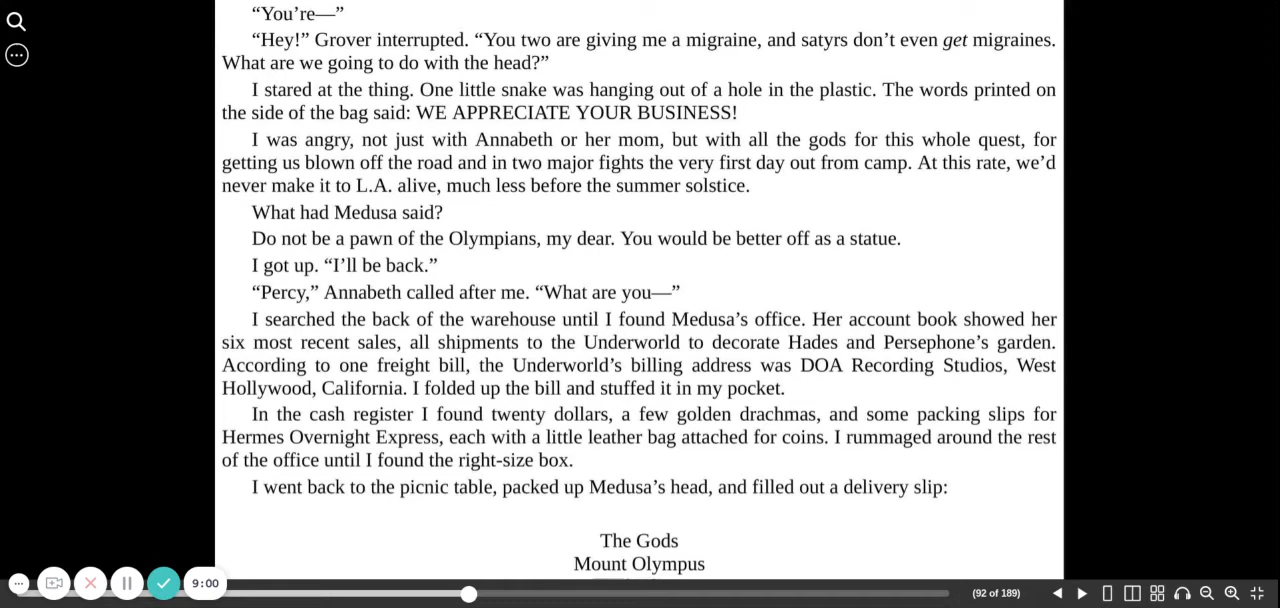 “You’re—”
“Hey!” Grover interrupted. “You two are giving me a migraine, and satyrs don’t even get migraines.
What are we going to do with the head?”
I stared at the thing. One little snake was hanging out of a hole in the plastic. The words printed on
the side of the bag said: WE APPRECIATE YOUR BUSINESS!
I was angry, not just with Annabeth or her mom, but with all the gods for this whole quest, for
getting us blown off the road and in two major fights the very first day out from camp. At this rate, we’d
never make it to L.A. alive, much less before the summer solstice.
What had Medusa said?
Do not be a pawn of the Olympians, my dear. You would be better off as a statue.
I got up. “I’ll be back.”
“Percy,” Annabeth called after me. “What are you—”
I searched the back of the warehouse until I found Medusa’s office. Her account book showed her
six most recent sales, all shipments to the Underworld to decorate Hades and Persephone’s garden.
According to one freight bill, the Underworld’s billing address was DOA Recording Studios, West
Hollywood, California. I folded up the bill and stuffed it in my pocket.
In the cash register I found twenty dollars, a few golden drachmas, and some packing slips for
Hermes Overnight Express, each with a little leather bag attached for coins. I rummaged around the rest
of the office until I found the right-size box.
I went back to the picnic table, packed up Medusa’s head, and filled out a delivery slip:
The Gods
Mount Olympus
9:00
(92 of 189)